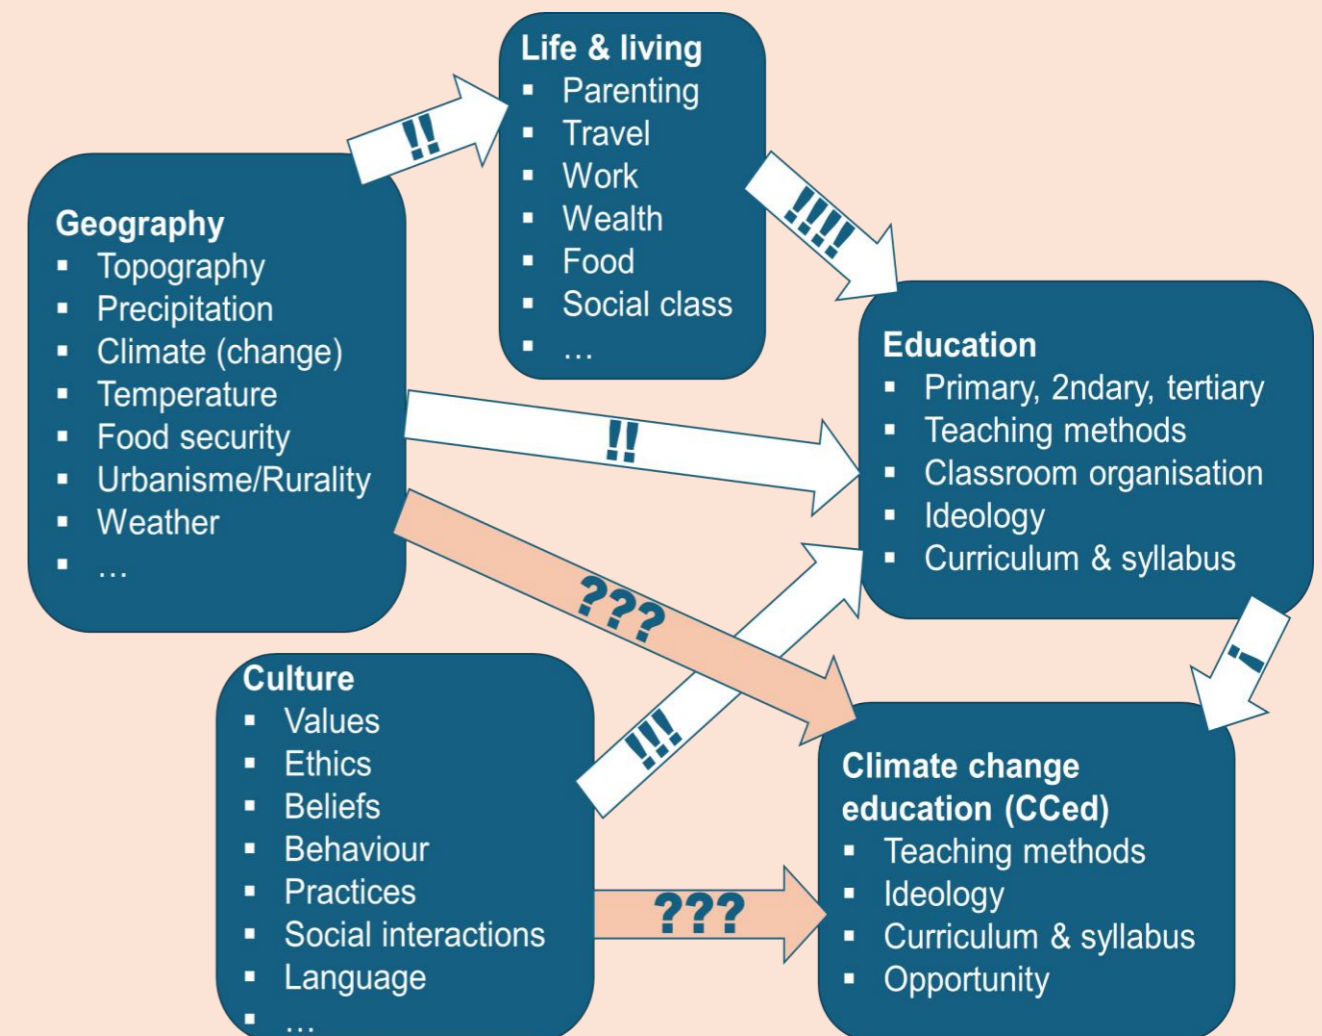 Life & living
▪ Parenting
▪ Travel
▪ Work
▪ Wealth
▪ Food
▪ Social class
▪ …
!!
!!!!
Geography
▪ Topography
▪ Precipitation
▪ Climate (change)
▪ Temperature
▪ Food security
▪ Urbanisme/Rurality
▪ Weather
▪ …
!!
Education
▪ Primary, 2ndary, tertiary
▪ Teaching methods
▪ Classroom organisation
▪ Ideology
▪ Curriculum & syllabus
???
!!!
!
Culture
▪ Values
▪ Ethics
▪ Beliefs
▪ Behaviour
▪ Practices
▪ Social interactions
▪ Language
▪ …
???
Climate change
education (CCed)
▪ Teaching methods
▪ Ideology
▪ Curriculum & syllabus
▪ Opportunity